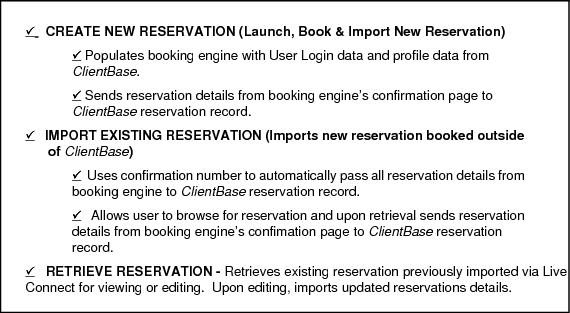 ✓ CREATE NEW RESERVATION (Launch, Book & Import New Reservation)
✓ Populates booking engine with User Login data and profile data from
ClientBase.
✓ Sends reservation details from booking engine's confirmation page to
ClientBase reservation record.
✓ IMPORT EXISTING RESERVATION (Imports new reservation booked outside
of ClientBase)
✓ Uses confirmation number to automatically pass all reservation details from
booking engine to ClientBase reservation record.
✓ Allows user to browse for reservation and upon retrieval sends reservation
details from booking engine's confimation page to ClientBase reservation
record.
✓ RETRIEVE RESERVATION - Retrieves existing reservation previously imported via Live
Connect for viewing or editing. Upon editing, imports updated reservations details.